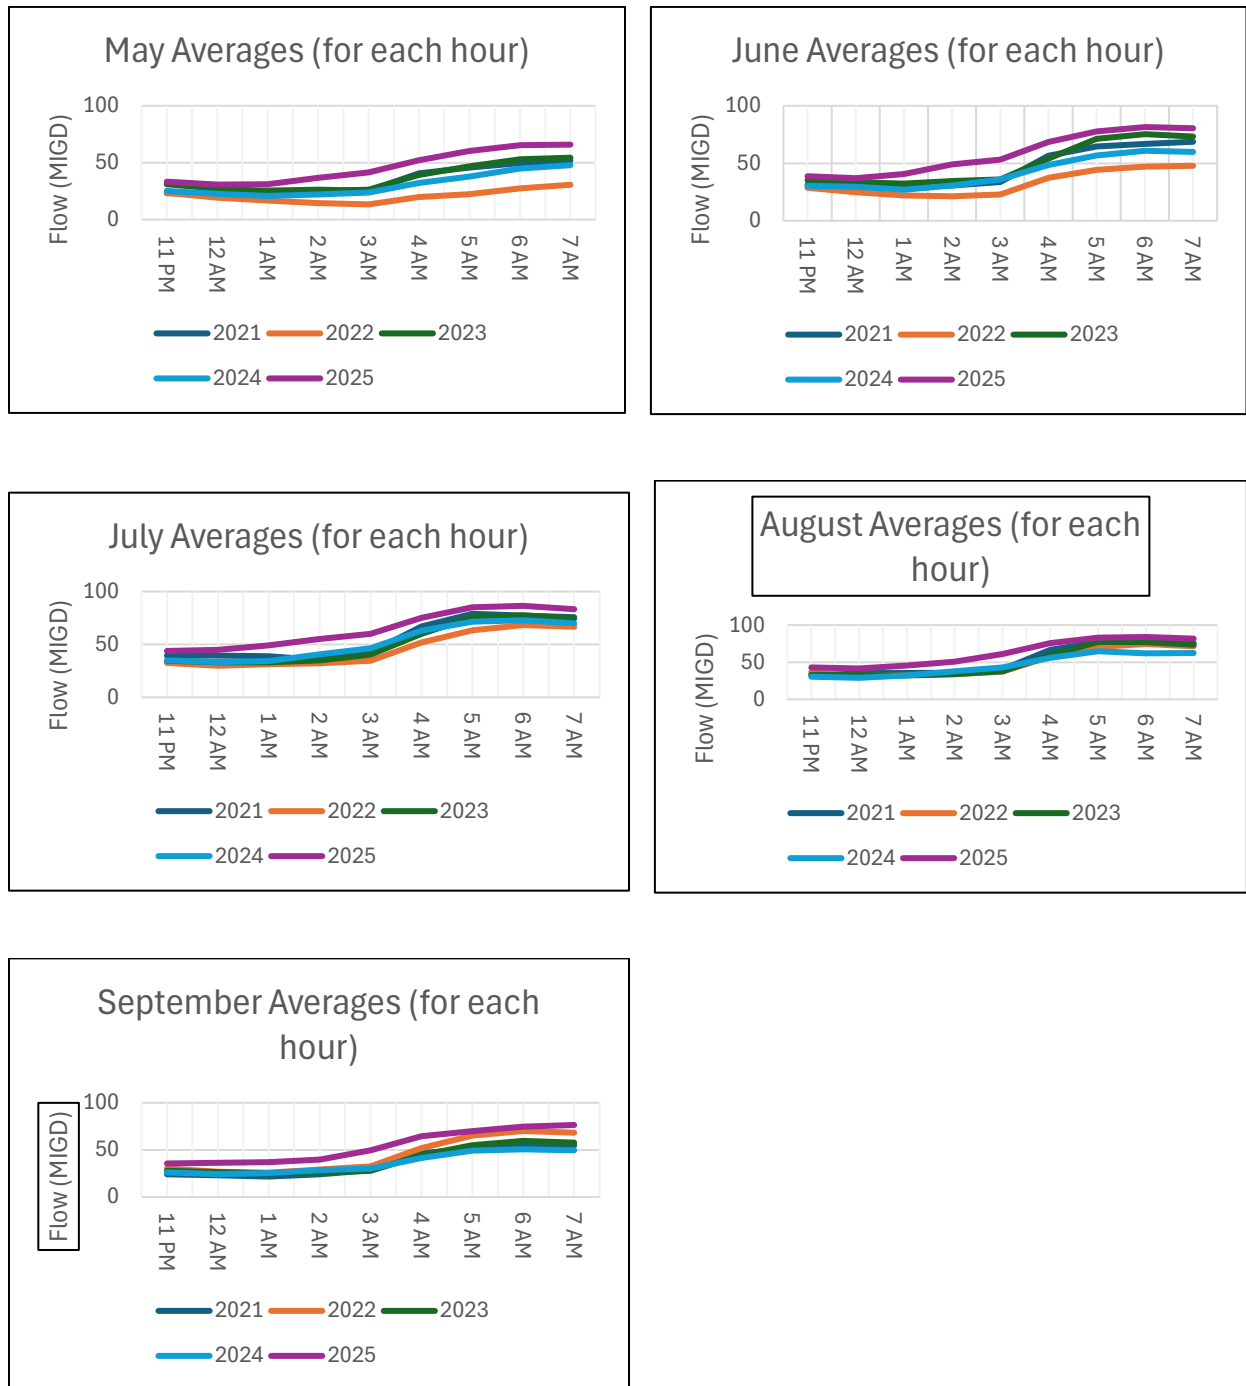 May Averages (for each hour)
Flow (MIGD)
100
50
0
11 PM
12 AM
1 AM
2 AM
3 AM
4 AM
5 AM
6 AM
7 AM
2021 2022 2023
2024 2025
June Averages (for each hour)
Flow (MIGD)
100
50
0
11 PM
12 AM
1 AM
2 AM
3 AM
4 AM
5 AM
6 AM
7 AM
2021 2022 2023
2024 2025
July Averages (for each hour)
Flow (MIGD)
100
50
0
11 PM
12 AM
1 AM
2 AM
3 AM
4 AM
5 AM
6 AM
7 AM
2021 2022 2023
2024 2025
August Averages (for each
hour)
Flow (MIGD)
100
50
0
11 PM
12 AM
1 AM
2 AM
3 AM
4 AM
5 AM
6 AM
7 AM
2021 2022 2023
2024 2025
September Averages (for each
hour)
Flow (MIGD)
100
50
0
11 PM
12 AM
1 AM
2 AM
3 AM
4 AM
5 AM
6 AM
7 AM
2021 2022 2023
2024 2025